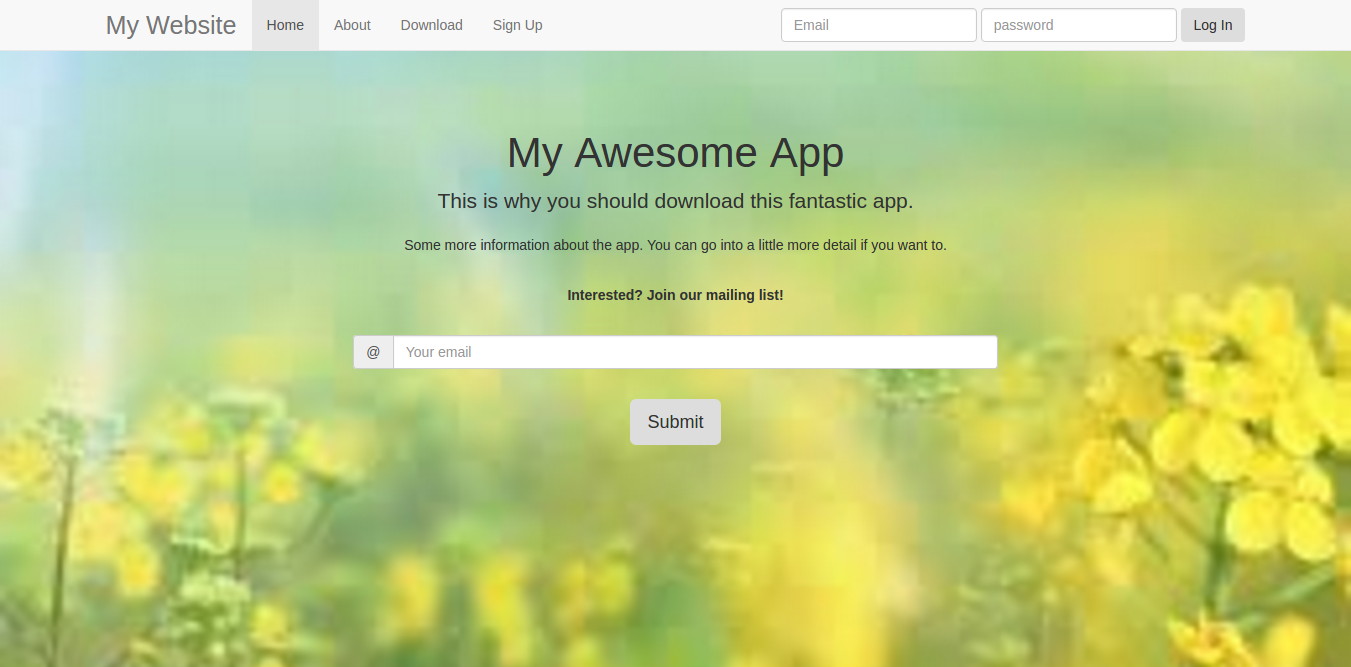 My Website Home About Download Sign Up Email password Log In
My Awesome App
This is why you should download this fantastic app.
Some more information about the app. You can go into a little more detail if you want to.
Interested? Join our mailing list!
@ Your email
Submit